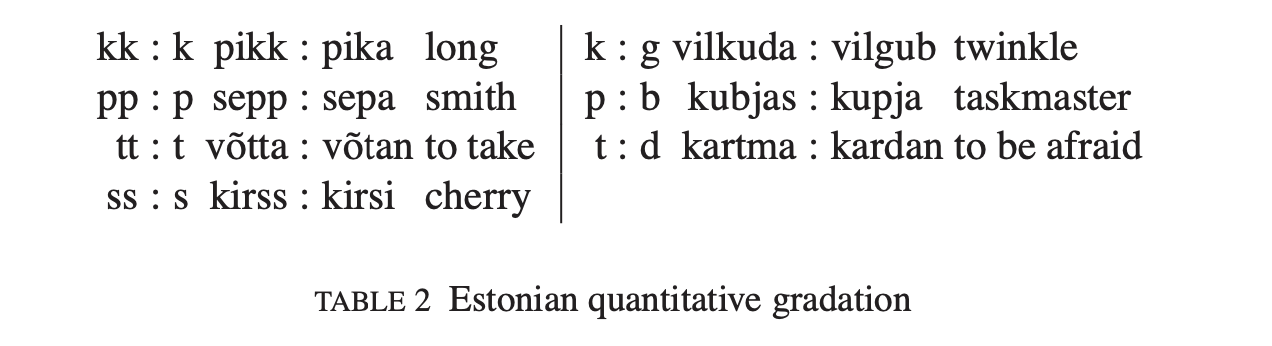 kk : k pikk : pika long k : g vilkuda : vilgub twinkle
pp : p sepp : sepa smith p : b kubjas : kupja taskmaster
tt : t võtta : võtan to take t : d kartma : kardan to be afraid
ss : s kirss : kirsi cherry
TABLE 2 Estonian quantitative gradation